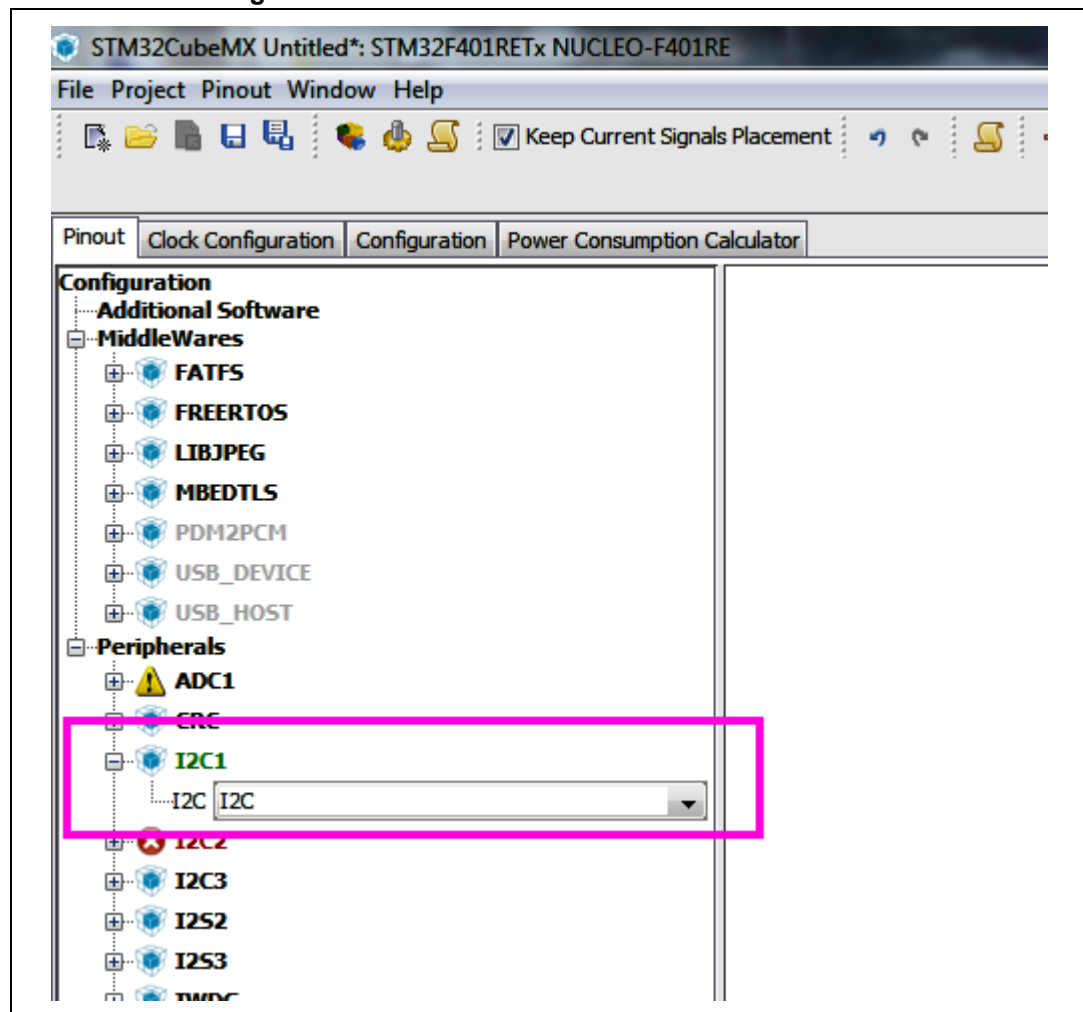 STM32CubeMX Untitled*: STM32F401RETx NUCLEO-F401RE
File Project Pinout Window Help
Keep Current Signals Placement
Pinout Clock Configuration Configuration Power Consumption Calculator
Configuration
Additional Software
MiddleWares
FATFS
FREERTOS
LIBJPEG
MBEDTLS
PDM2PCM
USB_DEVICE
USB_HOST
Peripherals
ADC1
CRC
I2C1
I2C I2C
I2C2
I2C3
I2S2
I2S3
IWDG